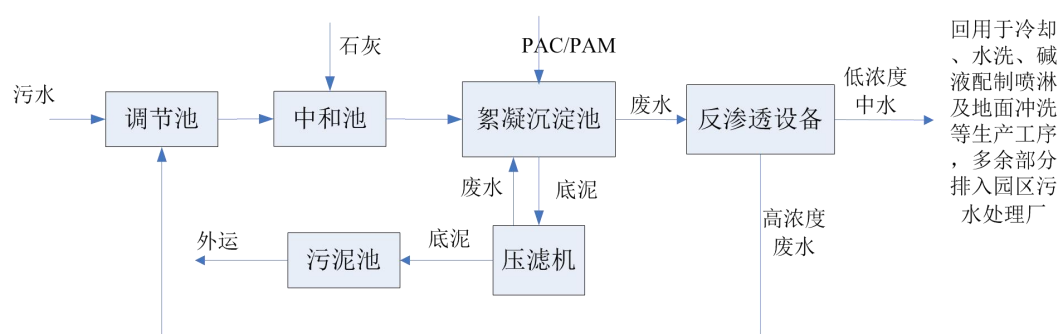 石灰
PAC/PAM
污水
调节池
中和池
絮凝沉淀池
废水
反渗透设备
低浓度
中水
回用于冷却
、水洗、碱
液配制喷淋
及地面冲洗
等生产工序
，多余部分
排入园区污
水处理厂
废水
底泥
高浓度
废水
外运
污泥池
底泥
压滤机